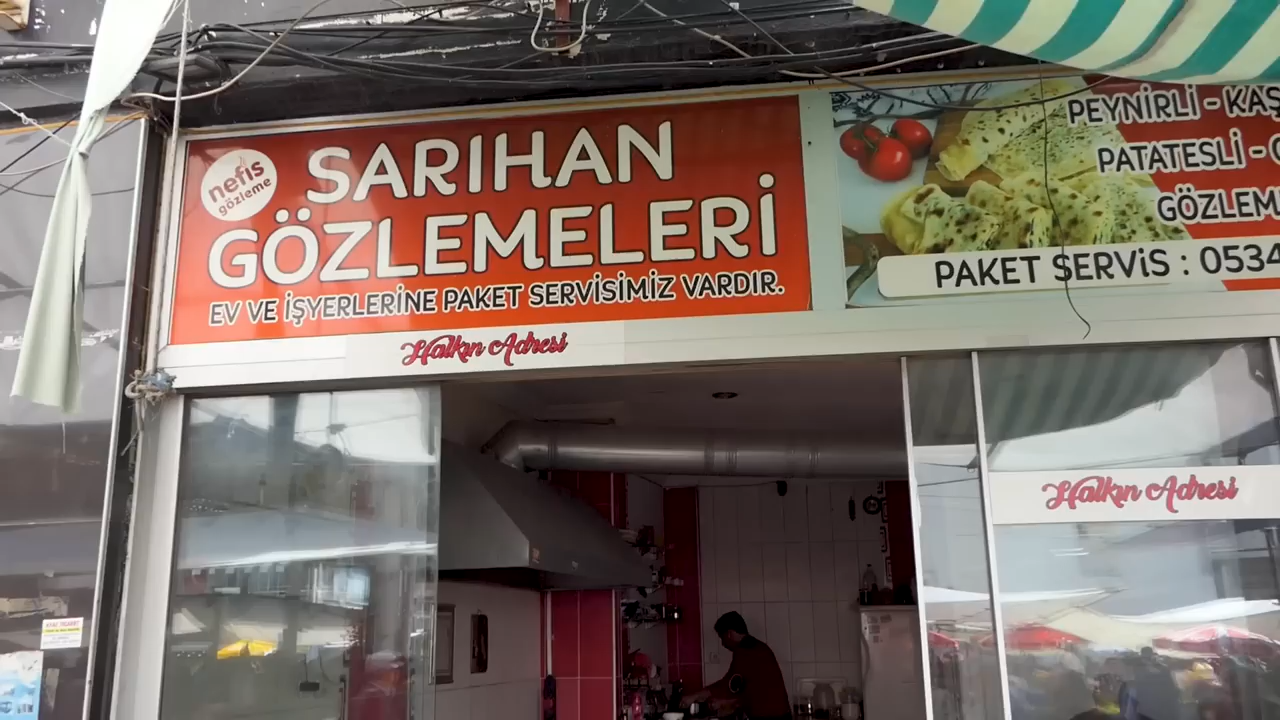 nefis
gözleme
SARIHAN
GÖZLEMELERİ
EV VE İŞYERLERİNE PAKET SERVİSİMİZ VARDIR.
Halkın Adresi
PEYNİRLİ - KAŞ
PATATESLİ -
GÖZLEM
PAKET SERVİS : 0534
Halkın Adresi